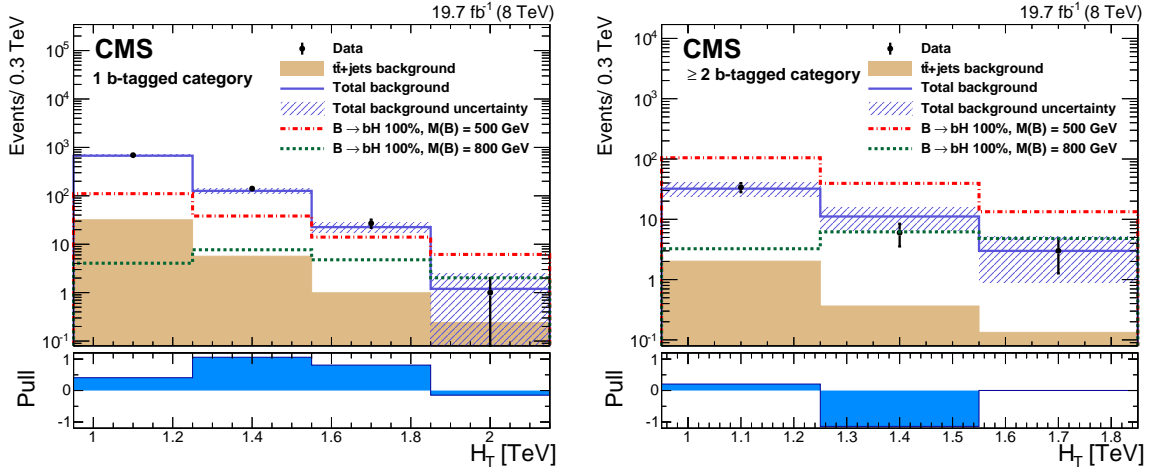 19.7 fb⁻¹ (8 TeV)
CMS
1 b-tagged category
Data
tt̄+jets background
Total background
Total background uncertainty
B → bH 100%, M(B) = 500 GeV
B → bH 100%, M(B) = 800 GeV
Events/ 0.3 TeV
10⁵
10⁴
10³
10²
10
1
10⁻¹
Pull
1
0
-1
1 1.2 1.4 1.6 1.8 2
H_T [TeV]
19.7 fb⁻¹ (8 TeV)
CMS
≥ 2 b-tagged category
Data
tt̄+jets background
Total background
Total background uncertainty
B → bH 100%, M(B) = 500 GeV
B → bH 100%, M(B) = 800 GeV
Events/ 0.3 TeV
10⁴
10³
10²
10
1
10⁻¹
Pull
1
0
-1
1 1.1 1.2 1.3 1.4 1.5 1.6 1.7 1.8
H_T [TeV]